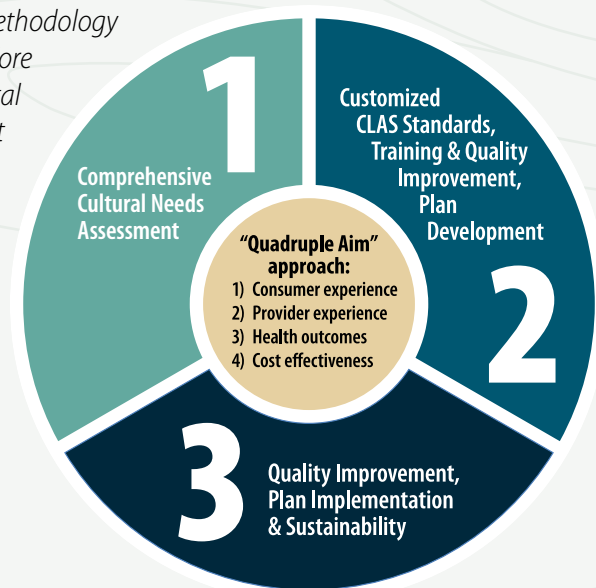 ethodology
ore
al
t
1
Comprehensive
Cultural Needs
Assessment
Customized
CLAS Standards,
Training & Quality
Improvement,
Plan
Development
2
"Quadruple Aim"
approach:
1) Consumer experience
2) Provider experience
3) Health outcomes
4) Cost effectiveness
3
Quality Improvement,
Plan Implementation
& Sustainability